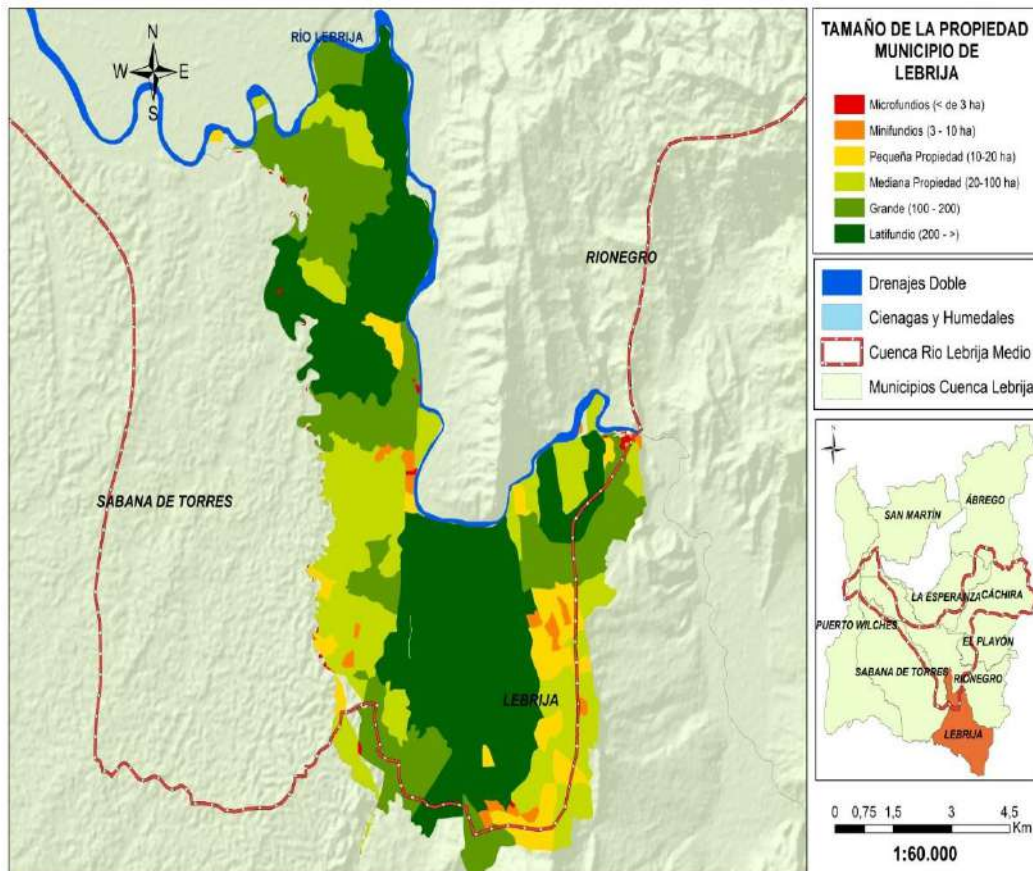 RÍO LEBRIJA
N
W E
S
RIONEGRO
SABANA DE TORRES
LEBRIJA
TAMAÑO DE LA PROPIEDAD
MUNICIPIO DE
LEBRIJA
Microfundios (< de 3 ha)
Minifundios (3 - 10 ha)
Pequeña Propiedad (10-20 ha)
Mediana Propiedad (20-100 ha)
Grande (100 - 200)
Latifundio (200 - >)
Drenajes Doble
Cienagas y Humedales
Cuenca Rio Lebrija Medio
Municipios Cuenca Lebrija
N
SAN MARTÍN
ÁBREGO
LA ESPERANZA
CÁCHIRA
PUERTO WILCHES
EL PLAYÓN
SABANA DE TORRES
RIONEGRO
LEBRIJA
0 0,75 1,5 3 4,5
Km
1:60.000